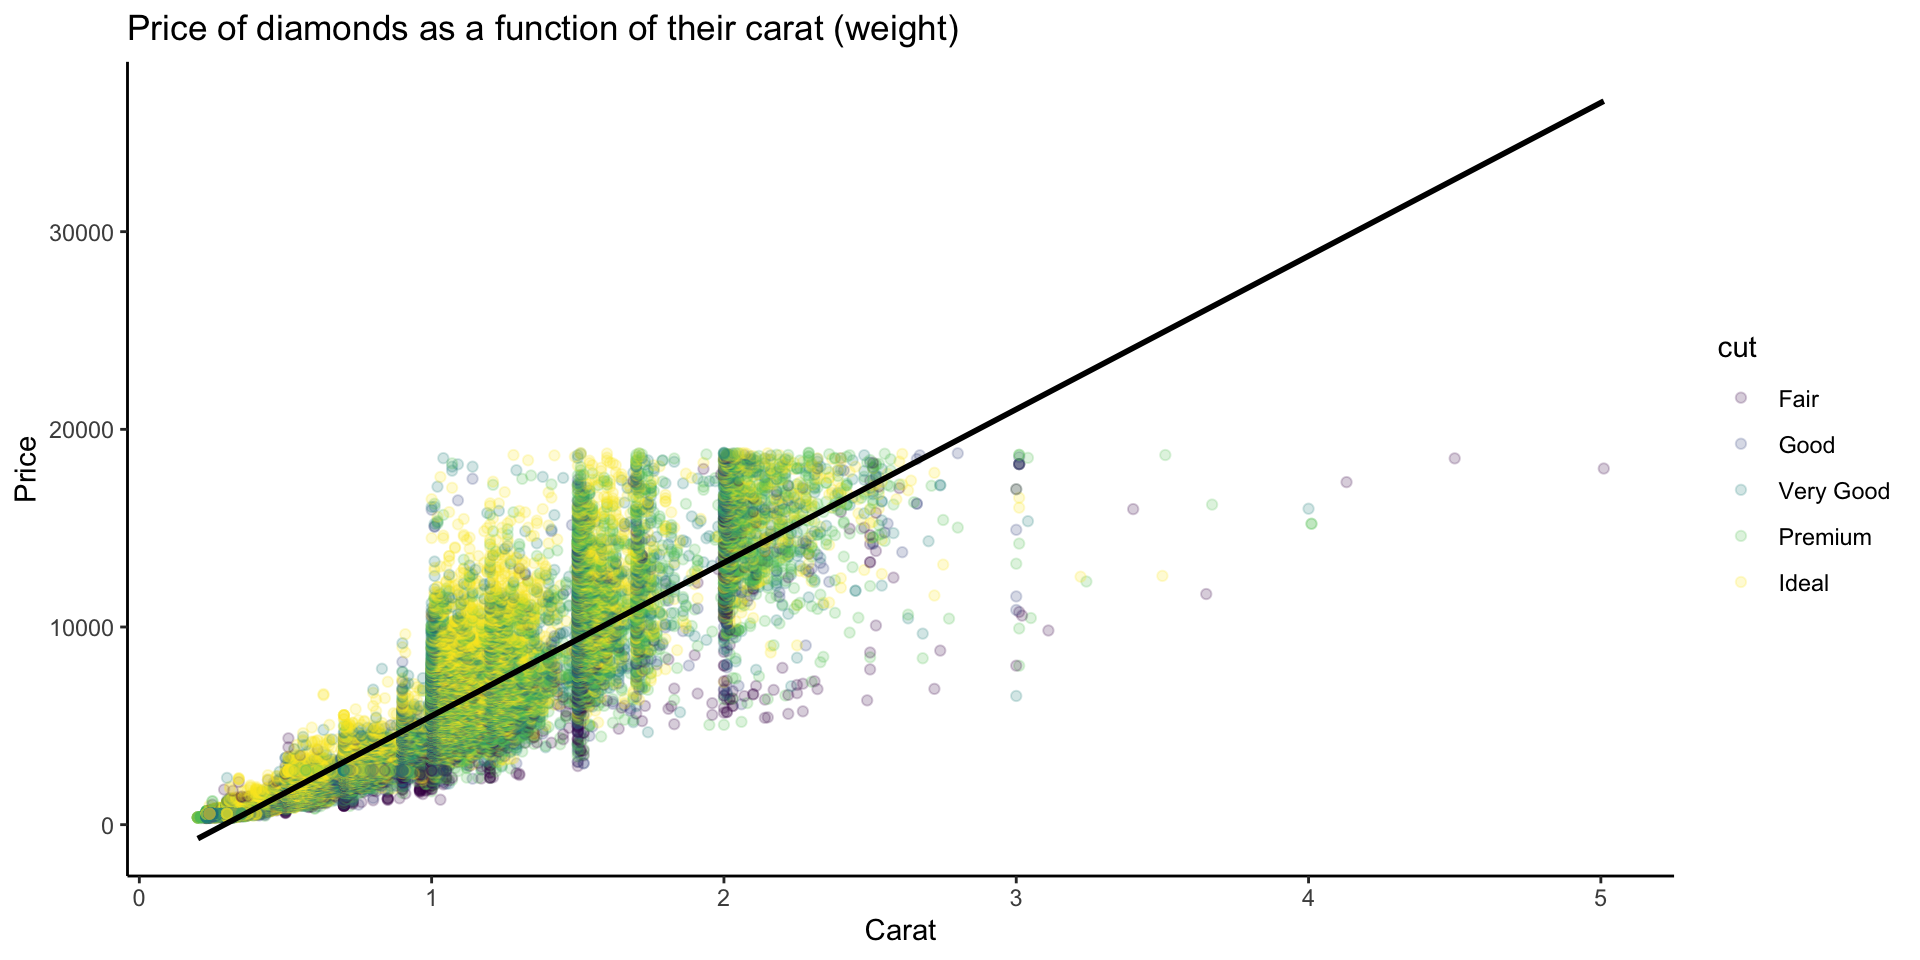 Price of diamonds as a function of their carat (weight)
Price
30000
20000
10000
0
0 1 2 3 4 5
Carat
cut
Fair
Good
Very Good
Premium
Ideal